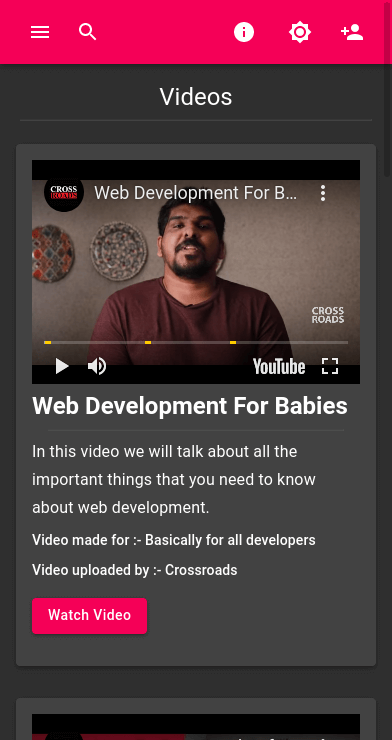 Videos
CROSS
ROADS
Web Development For B...
CROSS
ROADS
YouTube
Web Development For Babies
In this video we will talk about all the
important things that you need to know
about web development.
Video made for :- Basically for all developers
Video uploaded by :- Crossroads
Watch Video